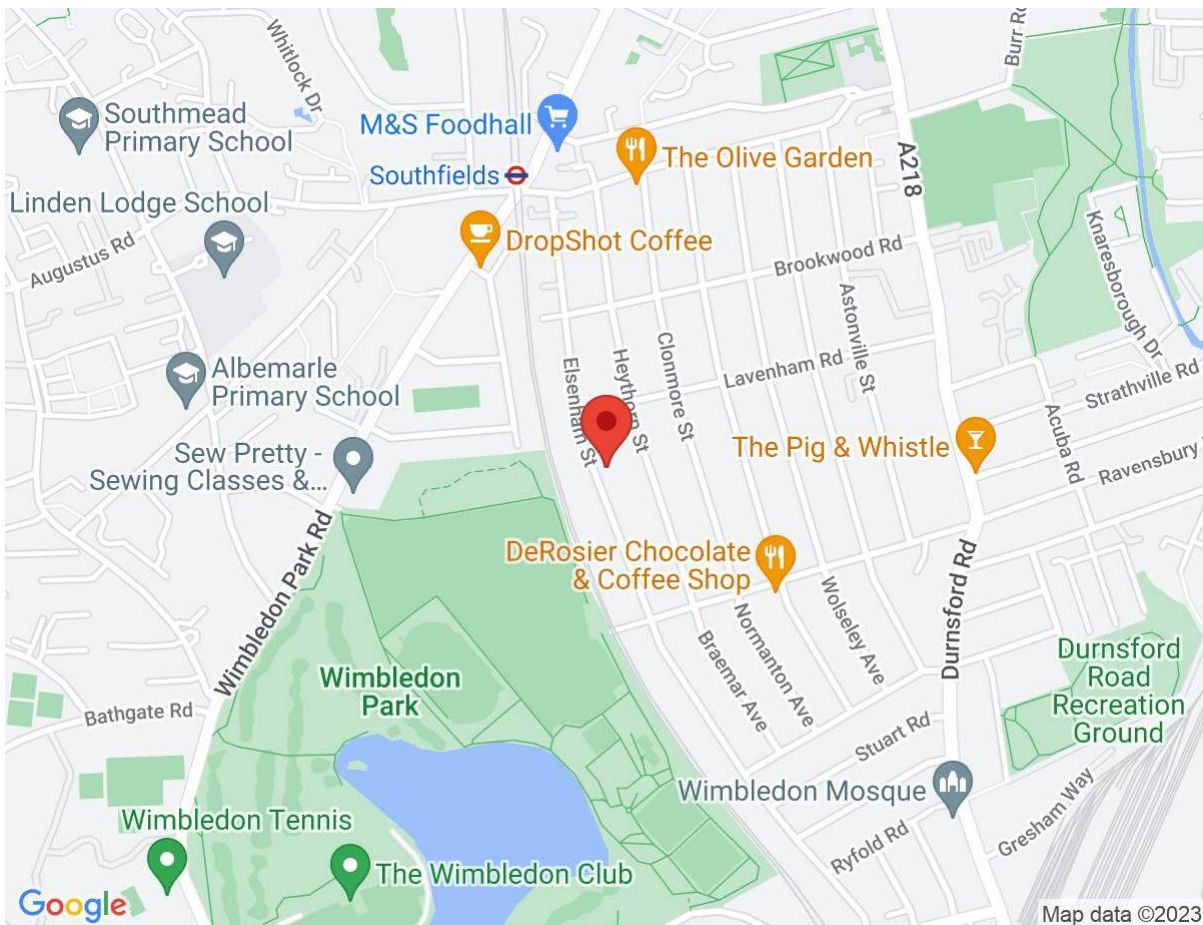 Whitlock Dr
Burr Rd
Southmead
Primary School
M&S Foodhall
A218
The Olive Garden
Southfields
Linden Lodge School
Augustus Rd
DropShot Coffee
Brookwood Rd
Knaresborough Dr
Astonville St
Clonmore St
Heythorn St
Elsenham St
Lavenham Rd
Albemarle
Primary School
Strathville Rd
Acuba Rd
Sew Pretty -
Sewing Classes &...
The Pig & Whistle
Ravensbury
DeRosier Chocolate
& Coffee Shop
Wimbledon Park Rd
Wolseley Ave
Normanton Ave
Braemar Ave
Durnsford Rd
Durnsford
Road
Recreation
Ground
Wimbledon
Park
Bathgate Rd
Stuart Rd
Wimbledon Mosque
Gresham Way
Ryfold Rd
Wimbledon Tennis
The Wimbledon Club
Google
Map data ©2023